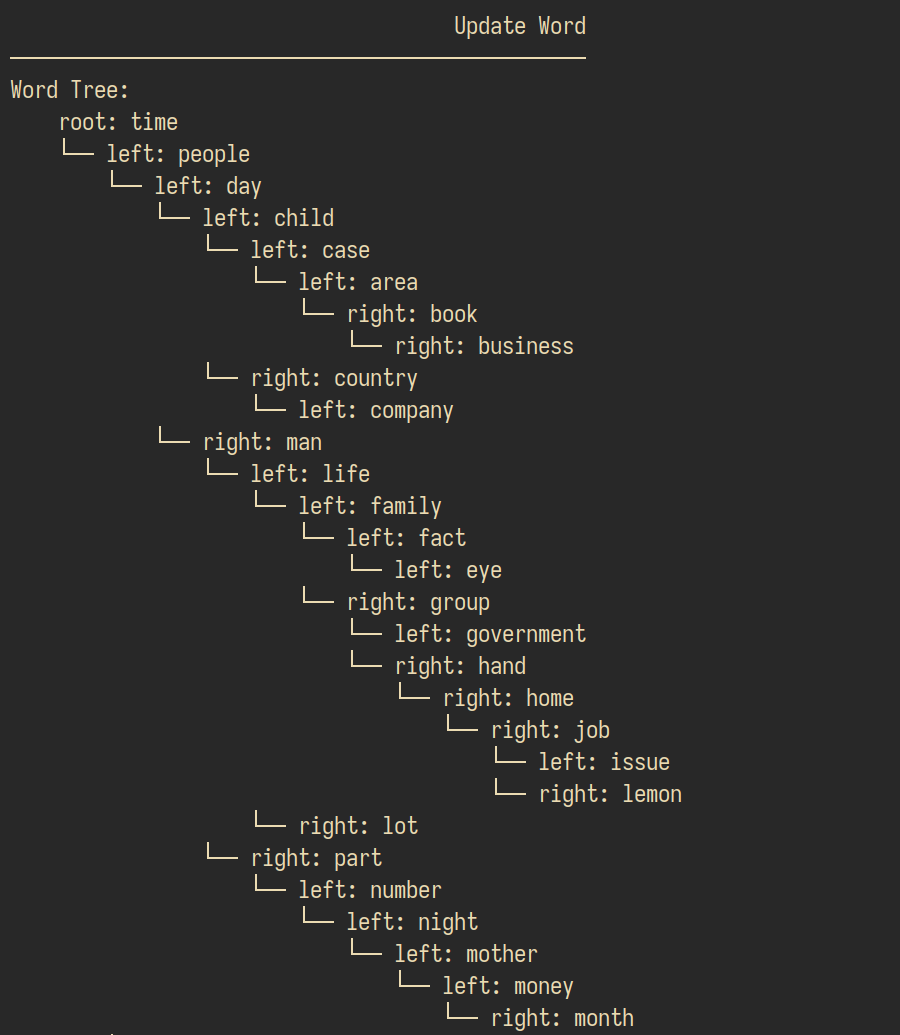 Update Word
Word Tree:
root: time
└── left: people
└── left: day
└── left: child
└── left: case
└── left: area
└── right: book
└── right: business
└── right: country
└── left: company
└── right: man
└── left: life
└── left: family
└── left: fact
└── left: eye
└── right: group
└── left: government
└── right: hand
└── right: home
└── right: job
└── left: issue
└── right: lemon
└── right: lot
└── right: part
└── left: number
└── left: night
└── left: mother
└── left: money
└── right: month